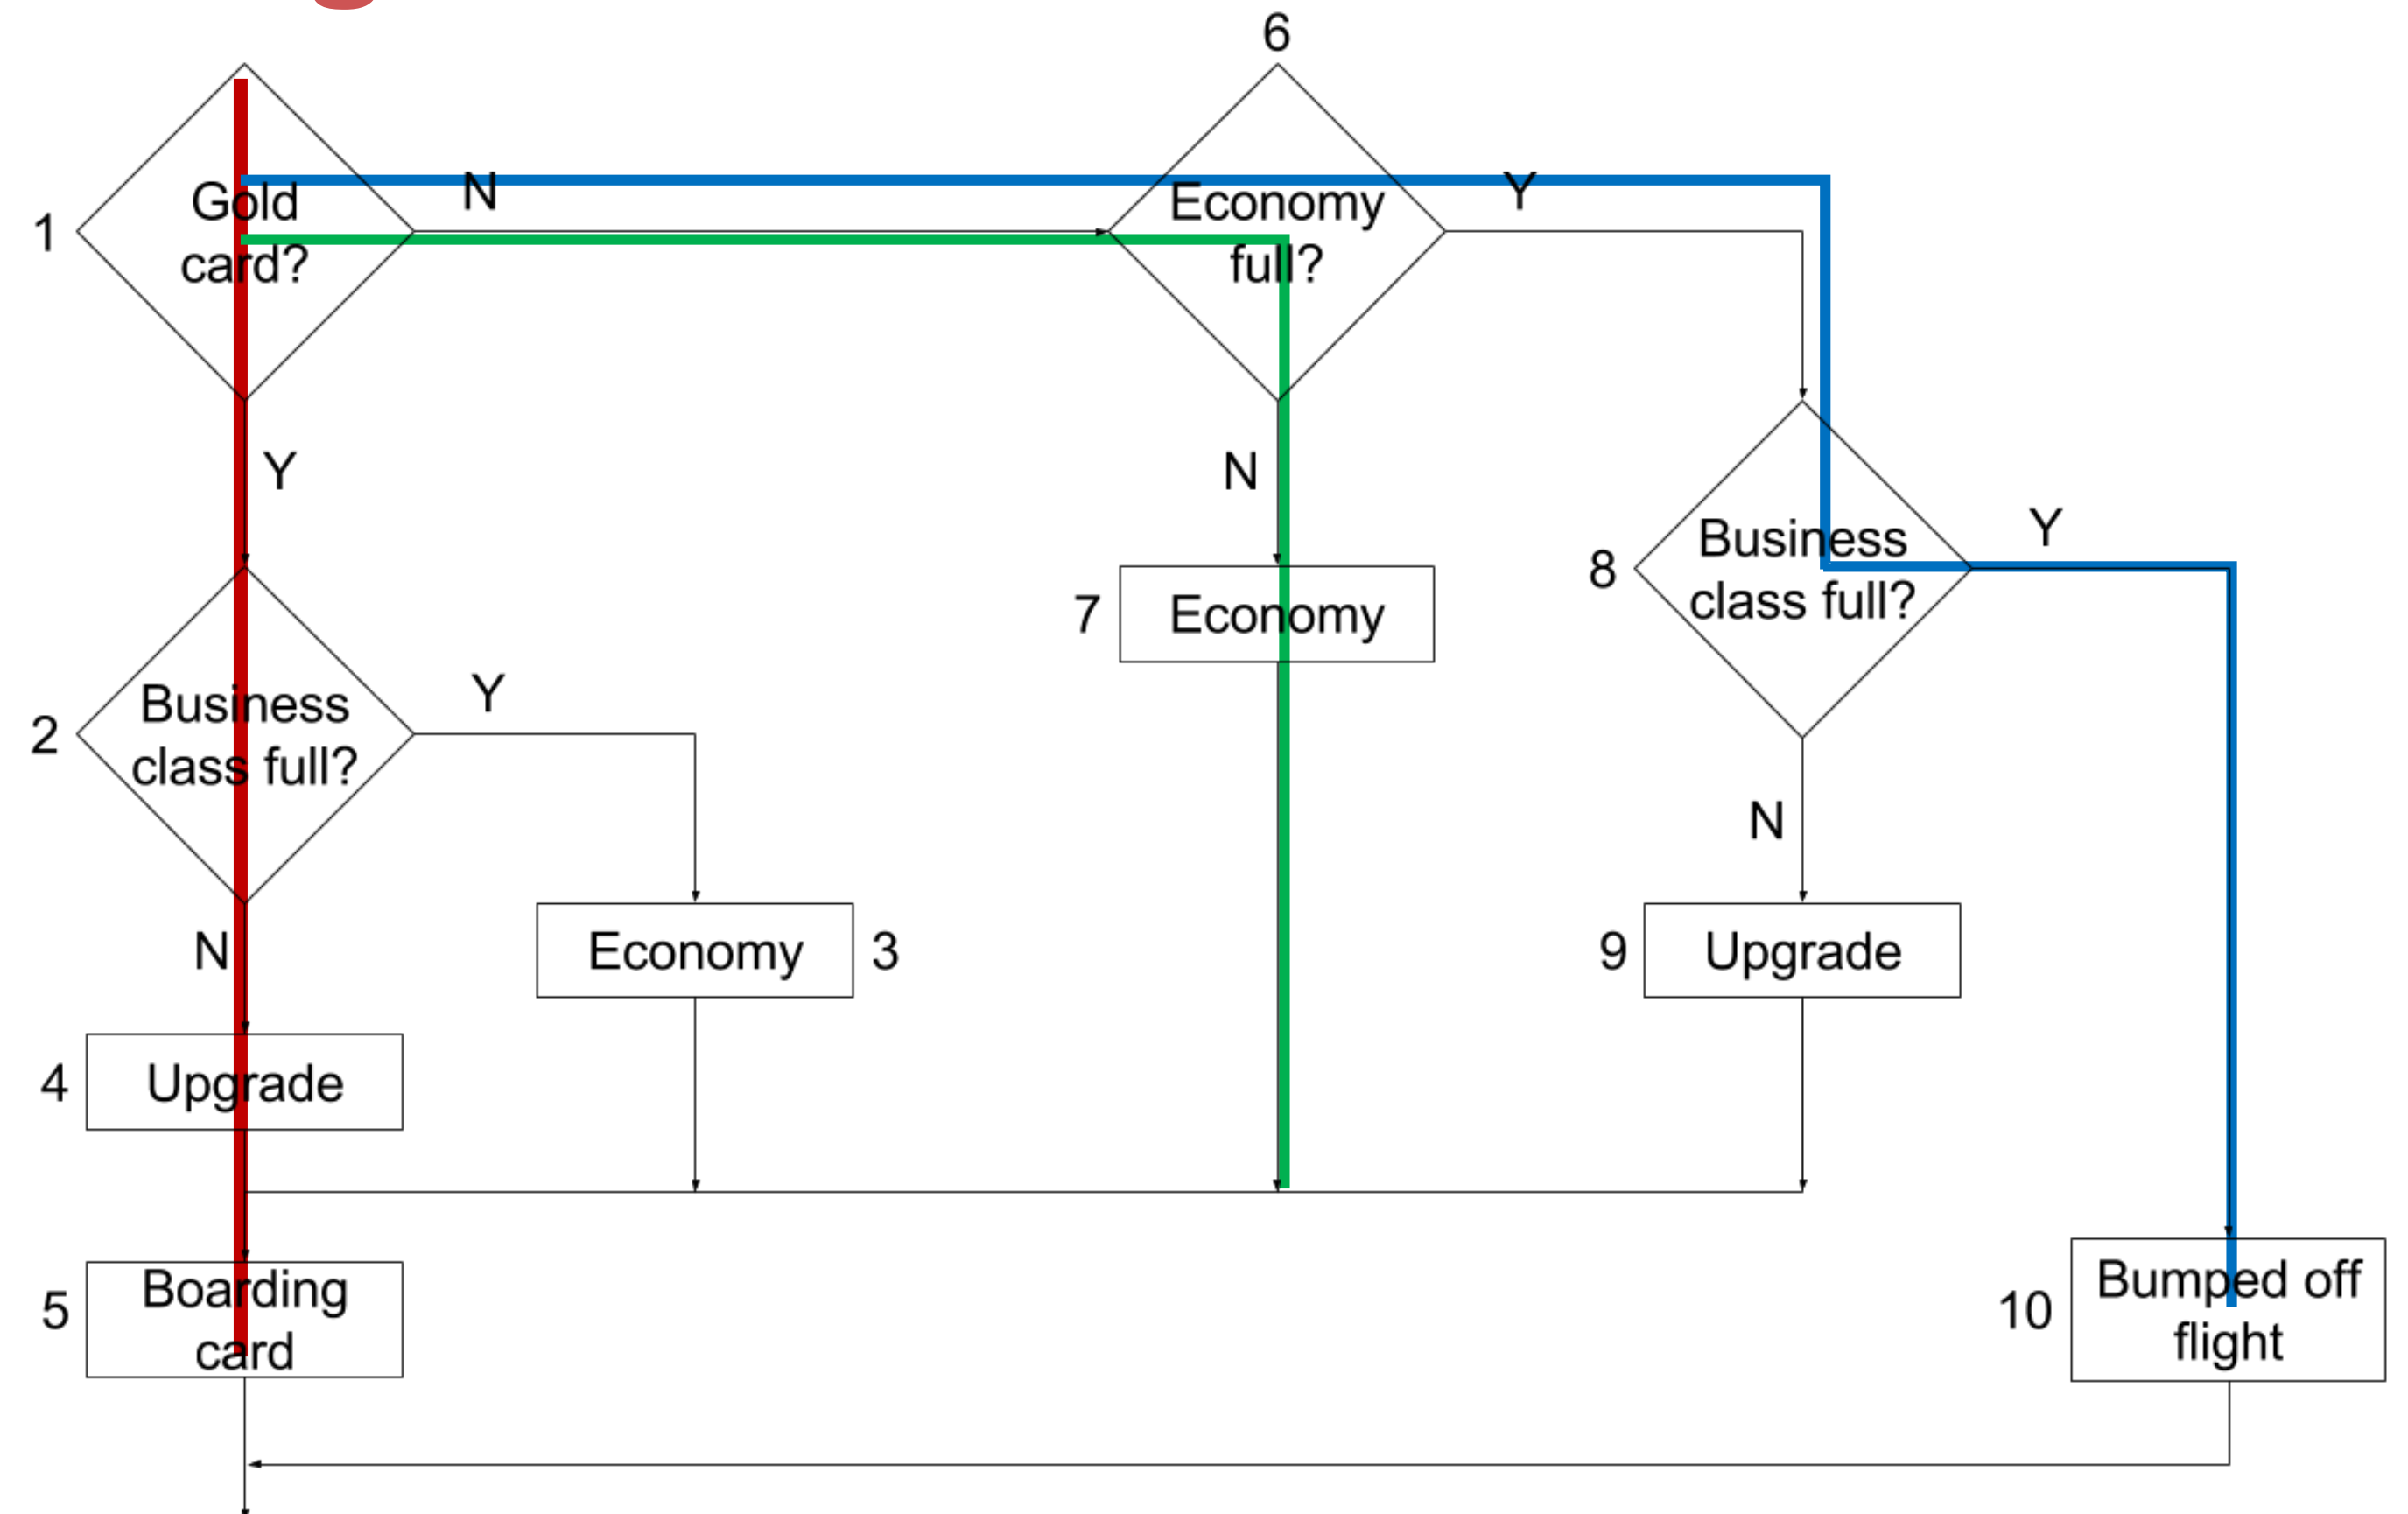 6
1
Gold
card?
N
Economy
full?
Y
Y
N
8
Business
class full?
Y
7
Economy
2
Business
class full?
Y
N
N
Economy
3
9
Upgrade
4
Upgrade
5
Boarding
card
10
Bumped off
flight